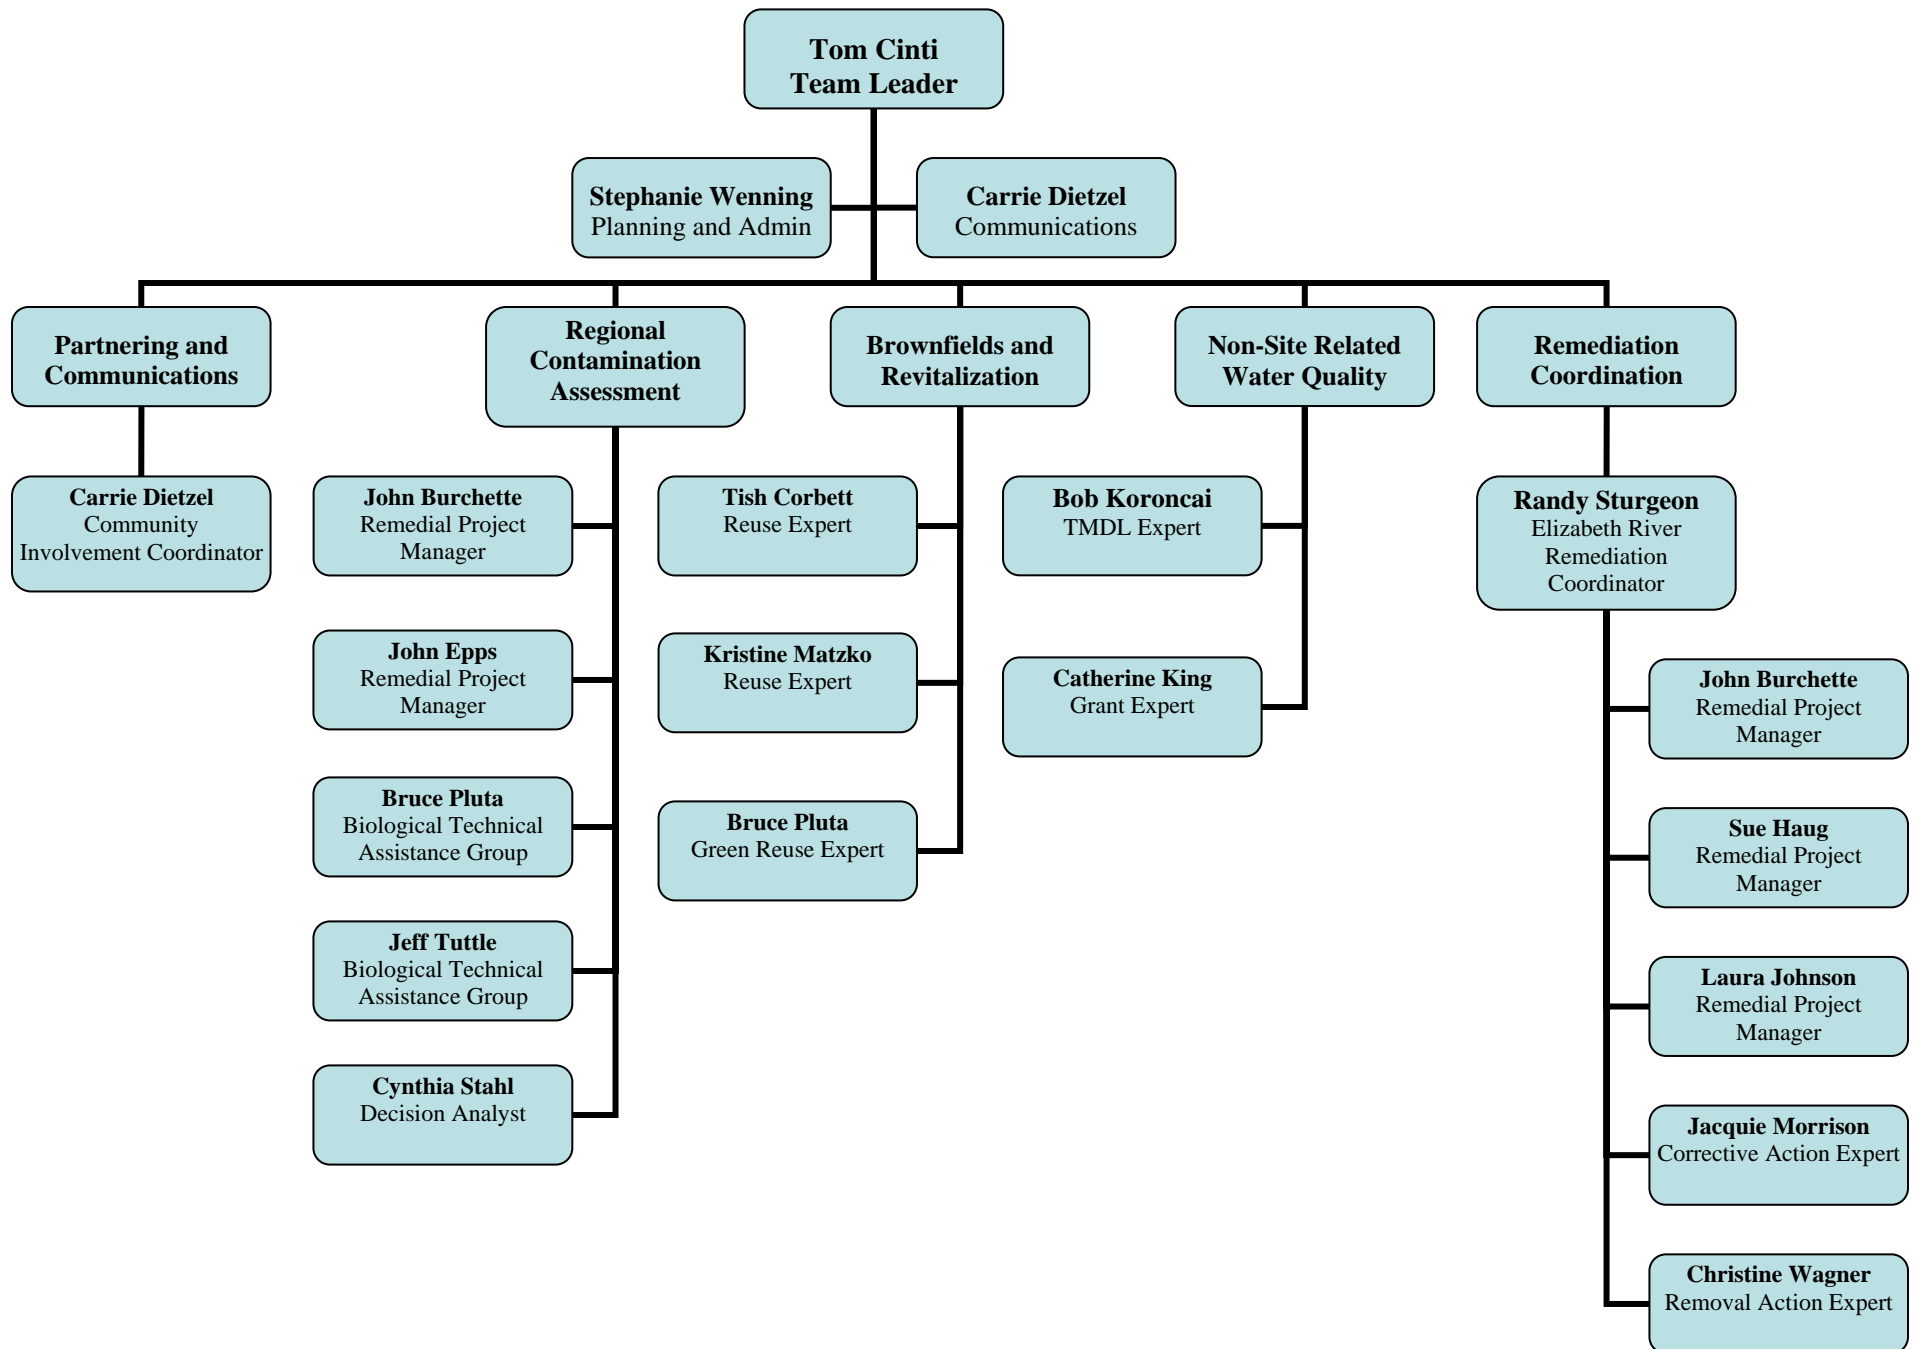 Tom Cinti
Team Leader
Stephanie Wenning
Planning and Admin
Carrie Dietzel
Communications
Partnering and
Communications
Regional
Contamination
Assessment
Brownfields and
Revitalization
Non-Site Related
Water Quality
Remediation
Coordination
Carrie Dietzel
Community
Involvement Coordinator
John Burchette
Remedial Project
Manager
John Epps
Remedial Project
Manager
Bruce Pluta
Biological Technical
Assistance Group
Jeff Tuttle
Biological Technical
Assistance Group
Cynthia Stahl
Decision Analyst
Tish Corbett
Reuse Expert
Kristine Matzko
Reuse Expert
Bruce Pluta
Green Reuse Expert
Bob Koroncai
TMDL Expert
Catherine King
Grant Expert
Randy Sturgeon
Elizabeth River
Remediation
Coordinator
John Burchette
Remedial Project
Manager
Sue Haug
Remedial Project
Manager
Laura Johnson
Remedial Project
Manager
Jacquie Morrison
Corrective Action Expert
Christine Wagner
Removal Action Expert